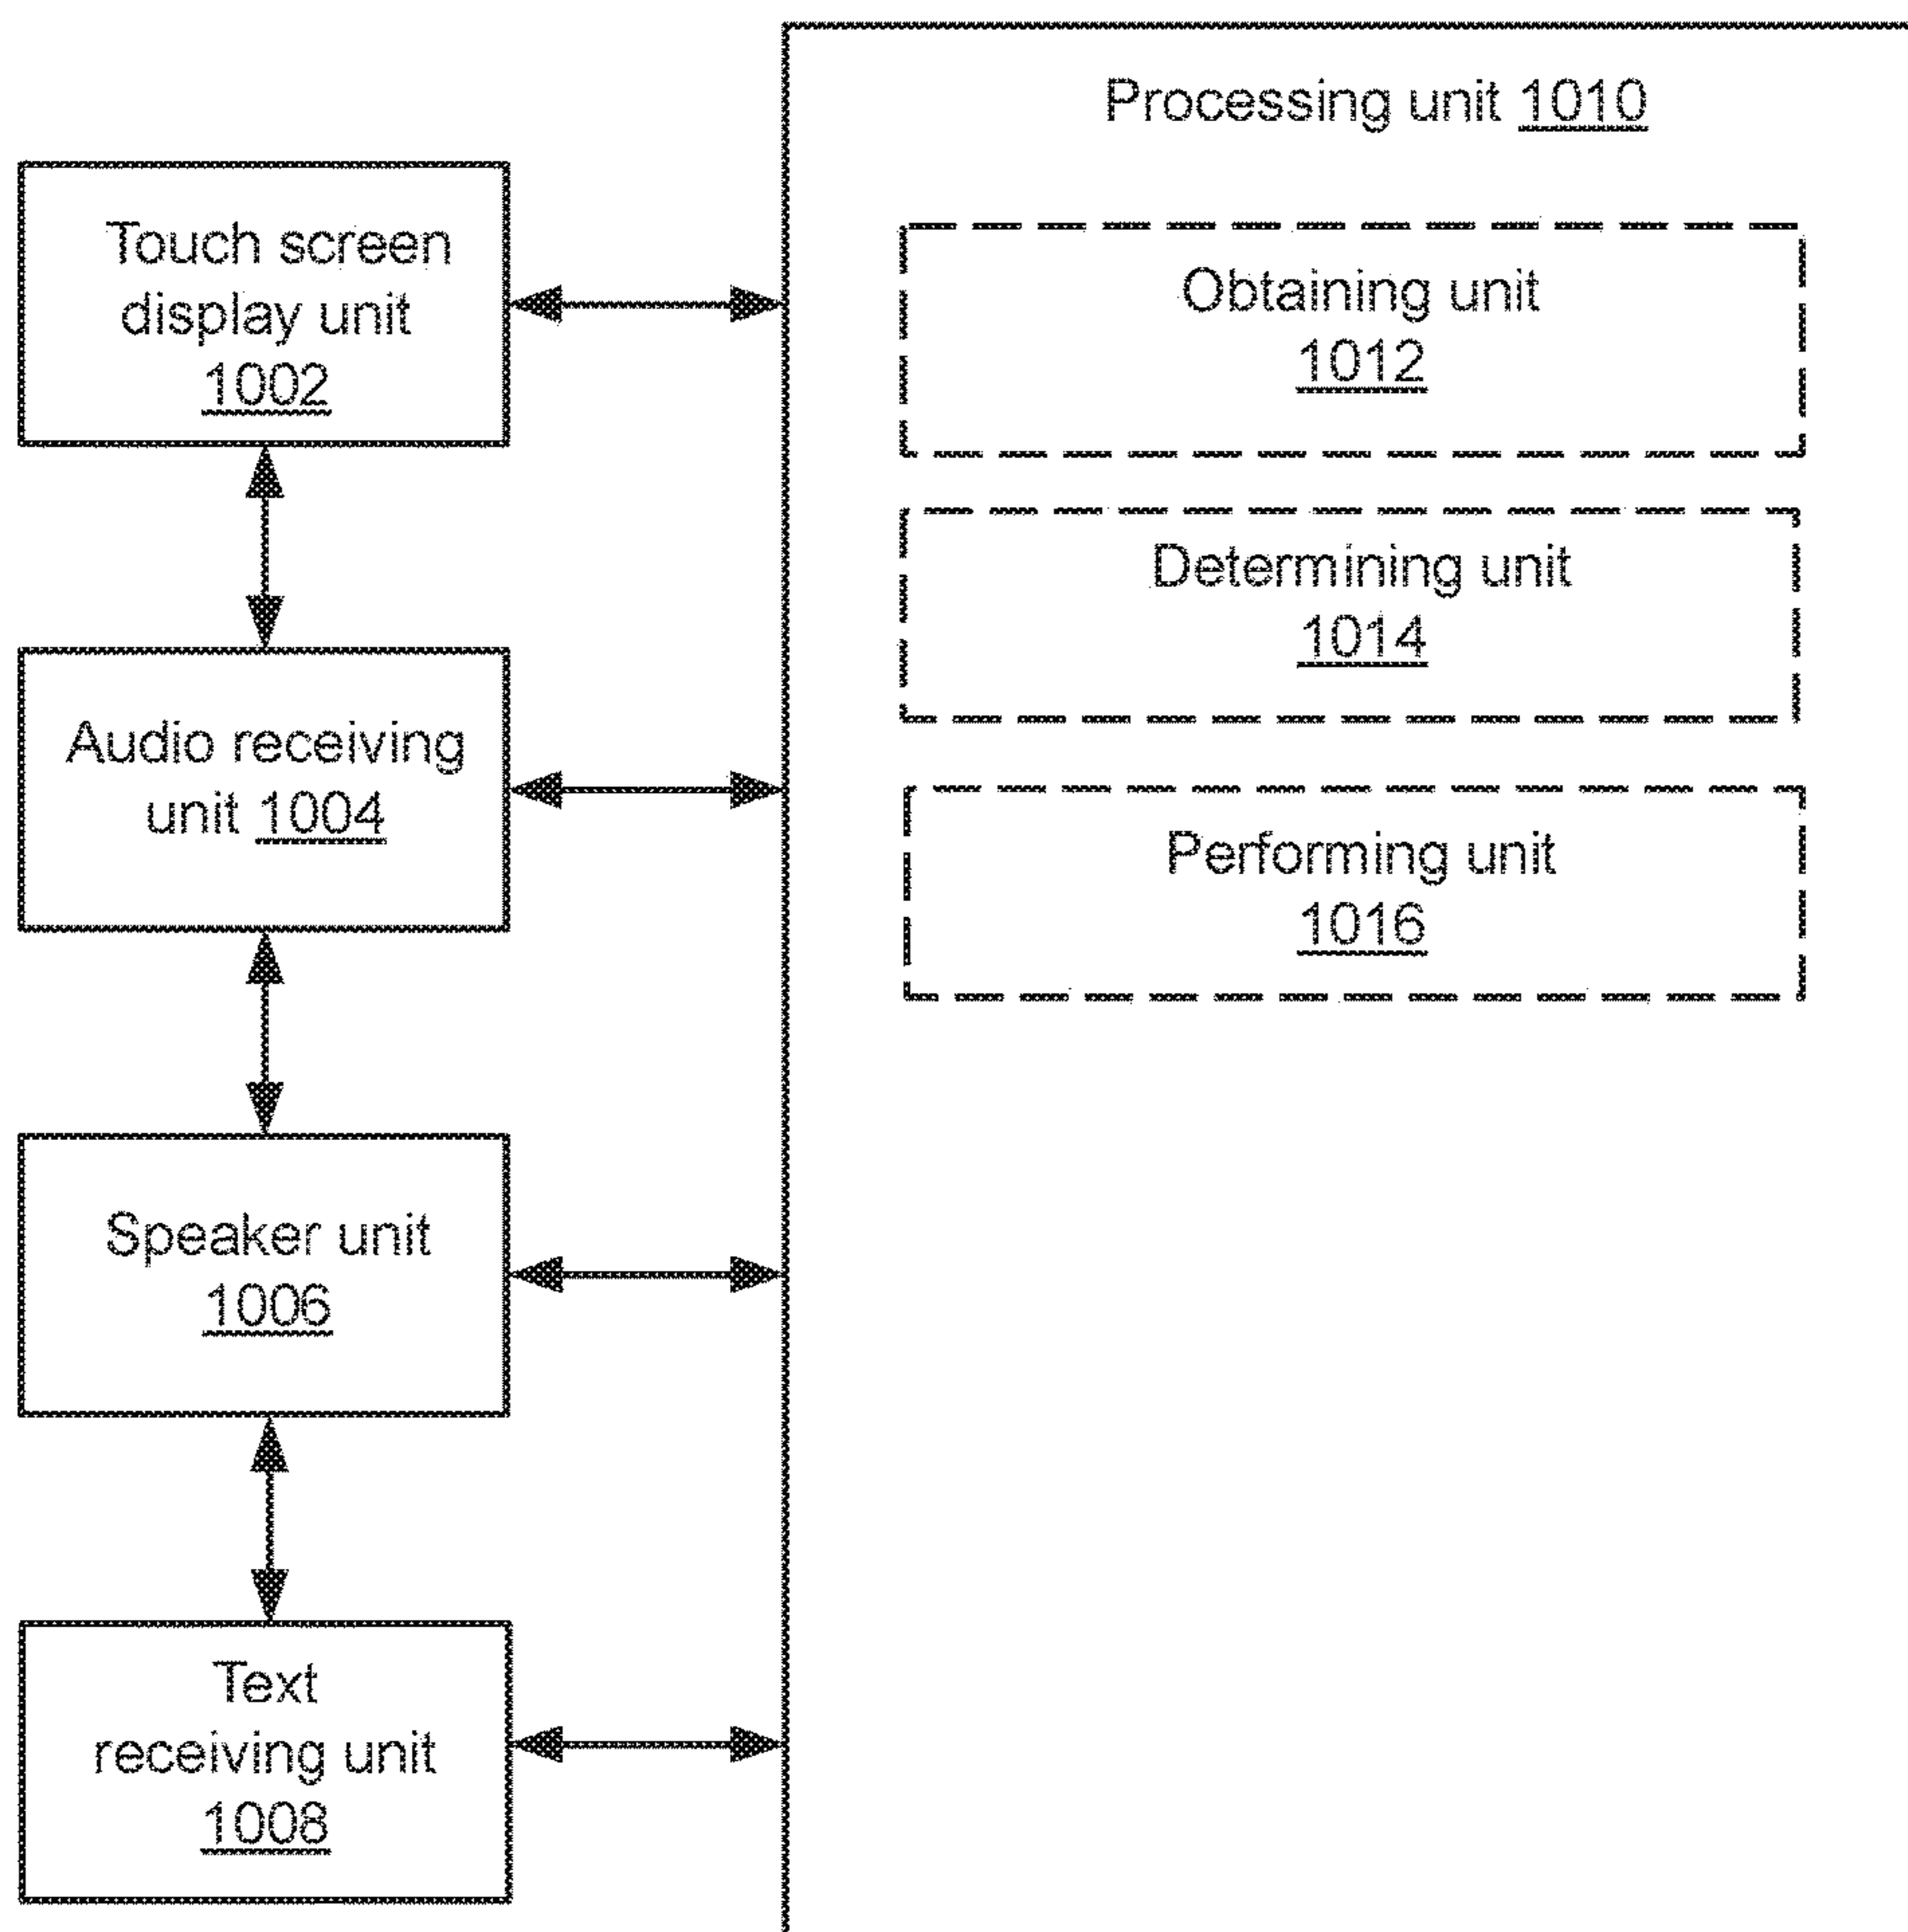 Processing unit 1010
Touch screen
display unit
1002
Obtaining unit
1012
Determining unit
1014
Audio receiving
unit 1004
Performing unit
1016
Speaker unit
1006
Text
receiving unit
1008